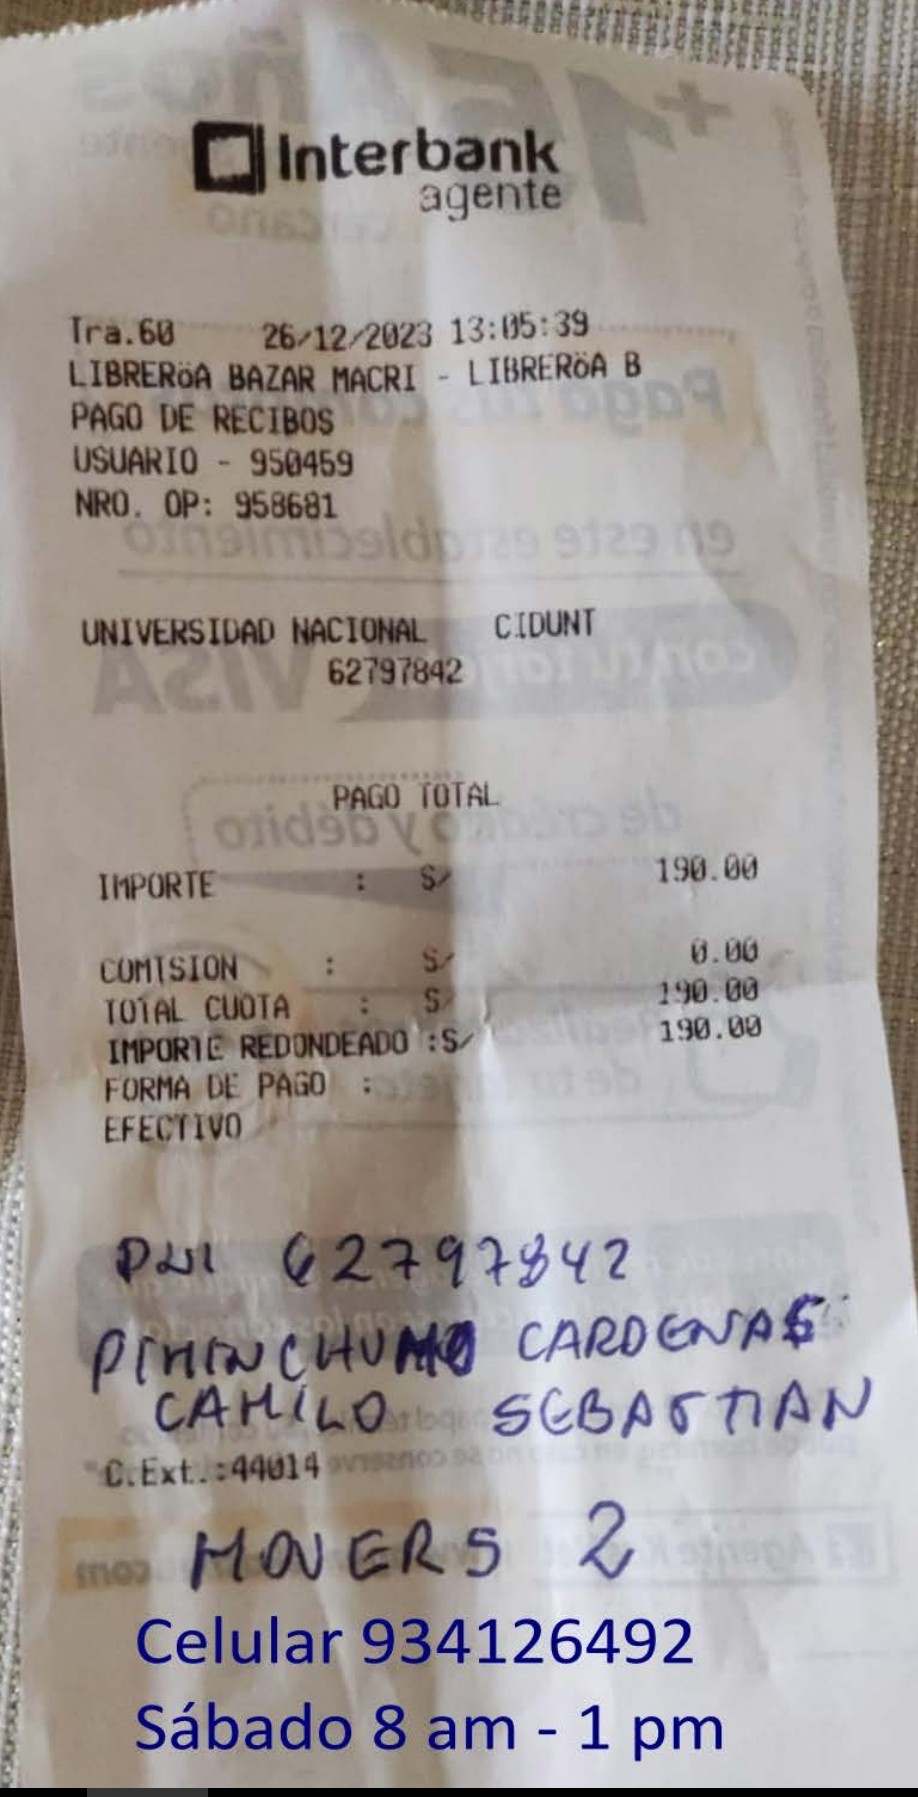 Interbank
agente
Tra.60 26/12/2023 13:05:39
LIBRERöA BAZAR MACRI - LIBRERöA B
PAGO DE RECIBOS
USUARIO - 950459
NRO. OP: 958681
UNIVERSIDAD NACIONAL CIDUNT
62797842
PAGO TOTAL
IMPORTE : S/ 190.00
COMISION : S/ 0.00
TOTAL CUOTA : S/ 190.00
IMPORTE REDONDEADO :S/ 190.00
FORMA DE PAGO :
EFECTIVO
DNI 62797842
PIMINCHUMO CARDENAS
CAMILO SEBASTIAN
C.Ext.:44014
MOVERS 2
Celular 934126492
Sábado 8 am - 1 pm